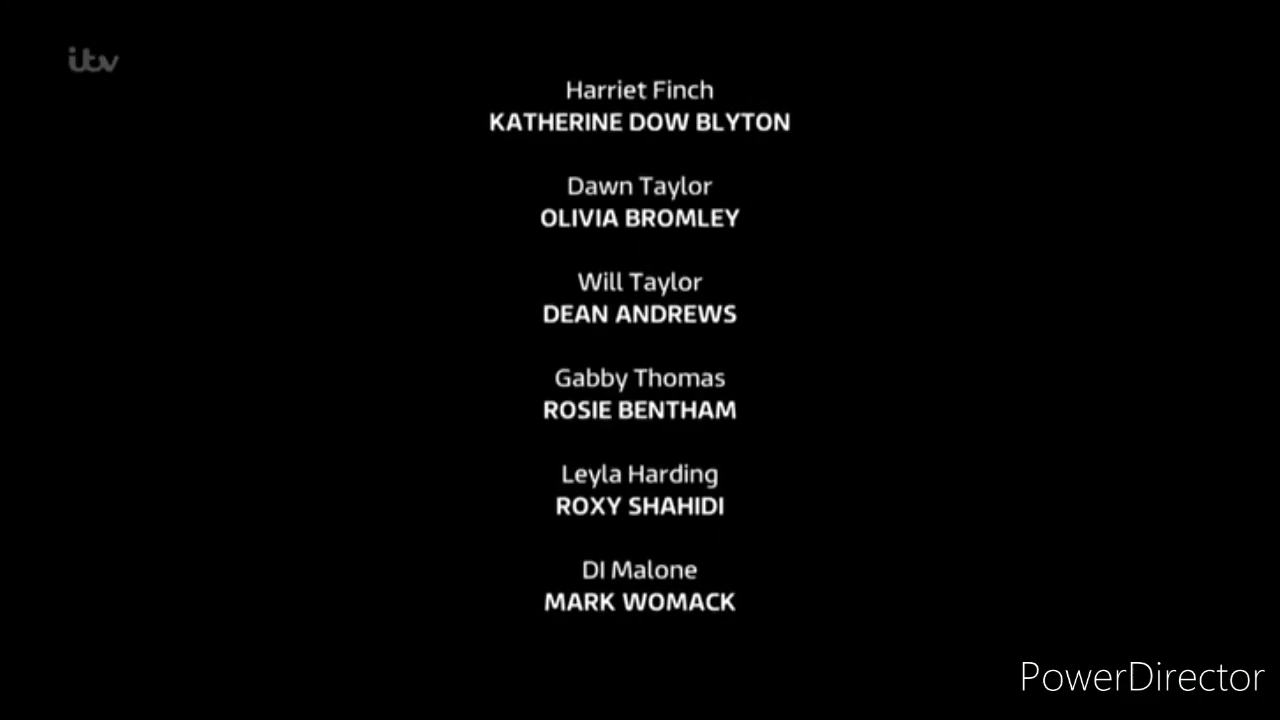 itv
Harriet Finch
KATHERINE DOW BLYTON
Dawn Taylor
OLIVIA BROMLEY
Will Taylor
DEAN ANDREWS
Gabby Thomas
ROSIE BENTHAM
Leyla Harding
ROXY SHAHIDI
DI Malone
MARK WOMACK
PowerDirector